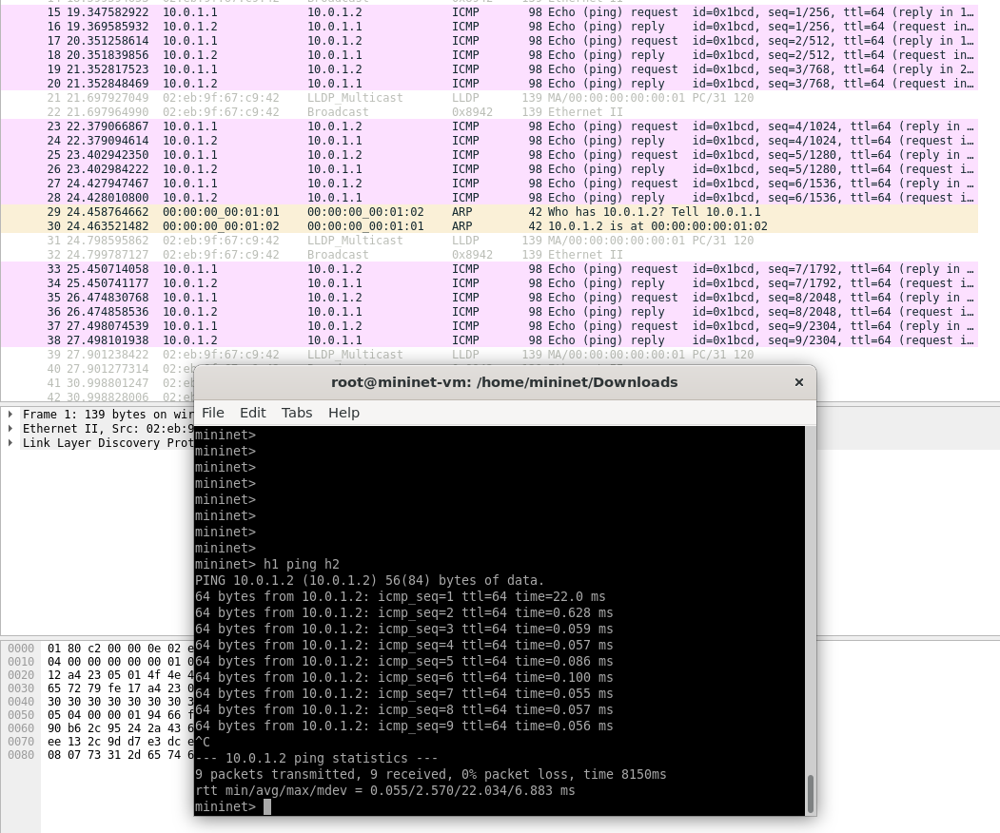 15 19.347582922 10.0.1.1 10.0.1.2 ICMP 98 Echo (ping) request id=0x1bcd, seq=1/256, ttl=64 (reply in 1…
16 19.369585932 10.0.1.2 10.0.1.1 ICMP 98 Echo (ping) reply id=0x1bcd, seq=1/256, ttl=64 (request in…
17 20.351258614 10.0.1.1 10.0.1.2 ICMP 98 Echo (ping) request id=0x1bcd, seq=2/512, ttl=64 (reply in 1…
18 20.351839856 10.0.1.2 10.0.1.1 ICMP 98 Echo (ping) reply id=0x1bcd, seq=2/512, ttl=64 (request in…
19 21.352817523 10.0.1.1 10.0.1.2 ICMP 98 Echo (ping) request id=0x1bcd, seq=3/768, ttl=64 (reply in 2…
20 21.352848469 10.0.1.2 10.0.1.1 ICMP 98 Echo (ping) reply id=0x1bcd, seq=3/768, ttl=64 (request in…
21 21.697927049 02:eb:9f:67:c9:42 LLDP_Multicast LLDP 139 MA/00:00:00:00:00:01 PC/31 120
22 21.697964990 02:eb:9f:67:c9:42 Broadcast 0x8942 139 Ethernet II
23 22.379066867 10.0.1.1 10.0.1.2 ICMP 98 Echo (ping) request id=0x1bcd, seq=4/1024, ttl=64 (reply in …
24 22.379094614 10.0.1.2 10.0.1.1 ICMP 98 Echo (ping) reply id=0x1bcd, seq=4/1024, ttl=64 (request i…
25 23.402942350 10.0.1.1 10.0.1.2 ICMP 98 Echo (ping) request id=0x1bcd, seq=5/1280, ttl=64 (reply in …
26 23.402984222 10.0.1.2 10.0.1.1 ICMP 98 Echo (ping) reply id=0x1bcd, seq=5/1280, ttl=64 (request i…
27 24.427947467 10.0.1.1 10.0.1.2 ICMP 98 Echo (ping) request id=0x1bcd, seq=6/1536, ttl=64 (reply in …
28 24.428010800 10.0.1.2 10.0.1.1 ICMP 98 Echo (ping) reply id=0x1bcd, seq=6/1536, ttl=64 (request i…
29 24.458764662 00:00:00_00:01:01 00:00:00_00:01:02 ARP 42 Who has 10.0.1.2? Tell 10.0.1.1
30 24.463521482 00:00:00_00:01:02 00:00:00_00:01:01 ARP 42 10.0.1.2 is at 00:00:00:00:01:02
31 24.798595862 02:eb:9f:67:c9:42 LLDP_Multicast LLDP 139 MA/00:00:00:00:00:01 PC/31 120
32 24.799787127 02:eb:9f:67:c9:42 Broadcast 0x8942 139 Ethernet II
33 25.450714058 10.0.1.1 10.0.1.2 ICMP 98 Echo (ping) request id=0x1bcd, seq=7/1792, ttl=64 (reply in …
34 25.450741177 10.0.1.2 10.0.1.1 ICMP 98 Echo (ping) reply id=0x1bcd, seq=7/1792, ttl=64 (request i…
35 26.474830768 10.0.1.1 10.0.1.2 ICMP 98 Echo (ping) request id=0x1bcd, seq=8/2048, ttl=64 (reply in …
36 26.474858536 10.0.1.2 10.0.1.1 ICMP 98 Echo (ping) reply id=0x1bcd, seq=8/2048, ttl=64 (request i…
37 27.498074539 10.0.1.1 10.0.1.2 ICMP 98 Echo (ping) request id=0x1bcd, seq=9/2304, ttl=64 (reply in …
38 27.498101938 10.0.1.2 10.0.1.1 ICMP 98 Echo (ping) reply id=0x1bcd, seq=9/2304, ttl=64 (request i…
39 27.901238422 02:eb:9f:67:c9:42 LLDP_Multicast LLDP 139 MA/00:00:00:00:00:01 PC/31 120
40 27.901277314 02:eb
41 30.998801247 02:eb
42 30.998828006 02:eb
Frame 1: 139 bytes on wir
Ethernet II, Src: 02:eb:9
Link Layer Discovery Prot
0000 01 80 c2 00 00 0e 02 e
0010 04 00 00 00 00 00 01 0
0020 12 a4 23 05 01 4f 4e 4
0030 65 72 79 fe 17 a4 23 0
0040 30 30 30 30 30 30 30 3
0050 05 04 00 00 01 94 66 f
0060 90 b6 2c 95 24 2a 43 6
0070 ee 13 2c 9d d7 e3 dc e
0080 08 07 73 31 2d 65 74 6
root@mininet-vm: /home/mininet/Downloads ×
File Edit Tabs Help
mininet>
mininet>
mininet>
mininet>
mininet>
mininet>
mininet>
mininet>
mininet> h1 ping h2
PING 10.0.1.2 (10.0.1.2) 56(84) bytes of data.
64 bytes from 10.0.1.2: icmp_seq=1 ttl=64 time=22.0 ms
64 bytes from 10.0.1.2: icmp_seq=2 ttl=64 time=0.628 ms
64 bytes from 10.0.1.2: icmp_seq=3 ttl=64 time=0.059 ms
64 bytes from 10.0.1.2: icmp_seq=4 ttl=64 time=0.057 ms
64 bytes from 10.0.1.2: icmp_seq=5 ttl=64 time=0.086 ms
64 bytes from 10.0.1.2: icmp_seq=6 ttl=64 time=0.100 ms
64 bytes from 10.0.1.2: icmp_seq=7 ttl=64 time=0.055 ms
64 bytes from 10.0.1.2: icmp_seq=8 ttl=64 time=0.057 ms
64 bytes from 10.0.1.2: icmp_seq=9 ttl=64 time=0.056 ms
^C
--- 10.0.1.2 ping statistics ---
9 packets transmitted, 9 received, 0% packet loss, time 8150ms
rtt min/avg/max/mdev = 0.055/2.570/22.034/6.883 ms
mininet>